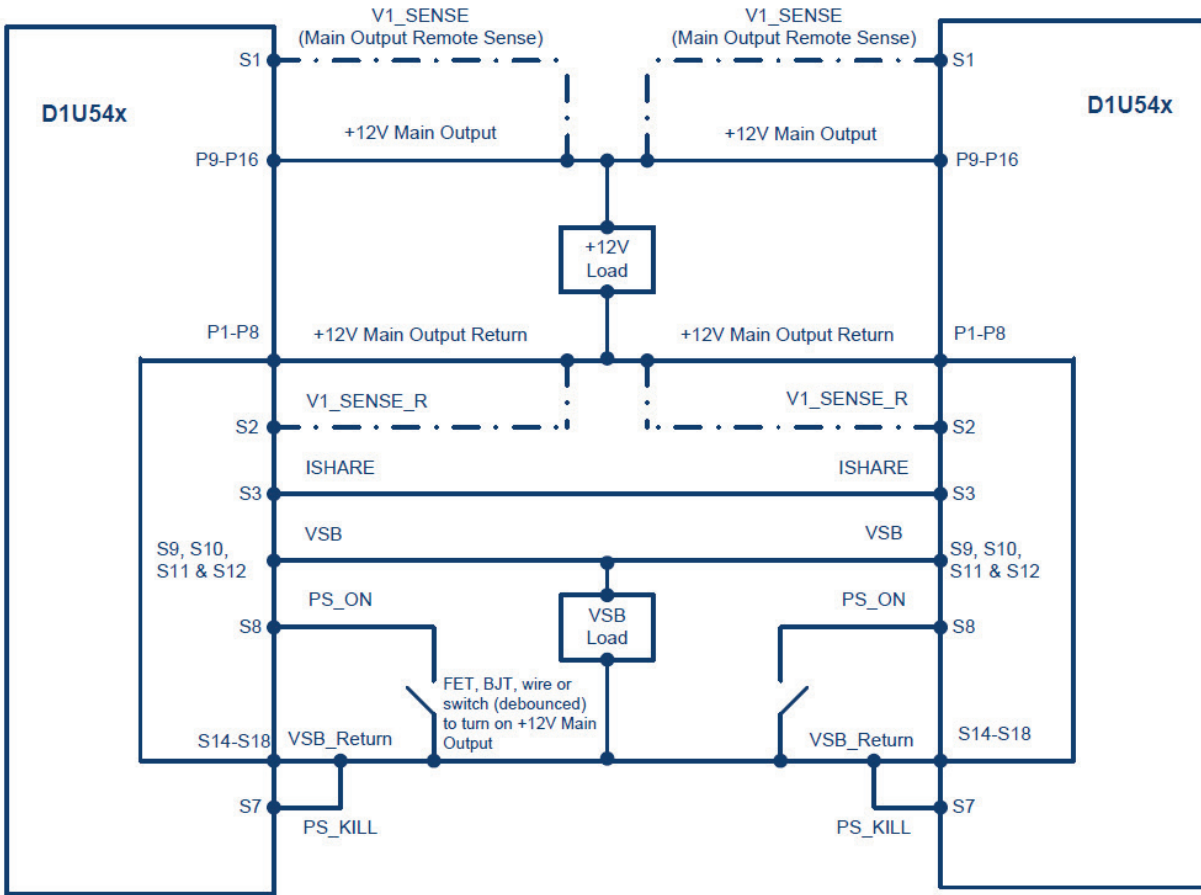 V1_SENSE
(Main Output Remote Sense)
V1_SENSE
(Main Output Remote Sense)
S1
S1
D1U54x
D1U54x
+12V Main Output
+12V Main Output
P9-P16
P9-P16
+12V
Load
P1-P8
+12V Main Output Return
+12V Main Output Return
P1-P8
V1_SENSE_R
V1_SENSE_R
S2
S2
ISHARE
ISHARE
S3
S3
VSB
VSB
S9, S10,
S11 & S12
S9, S10,
S11 & S12
PS_ON
PS_ON
S8
VSB
Load
S8
FET, BJT, wire or
switch (debounced)
to turn on +12V Main
Output
S14-S18
VSB_Return
VSB_Return
S14-S18
S7
S7
PS_KILL
PS_KILL